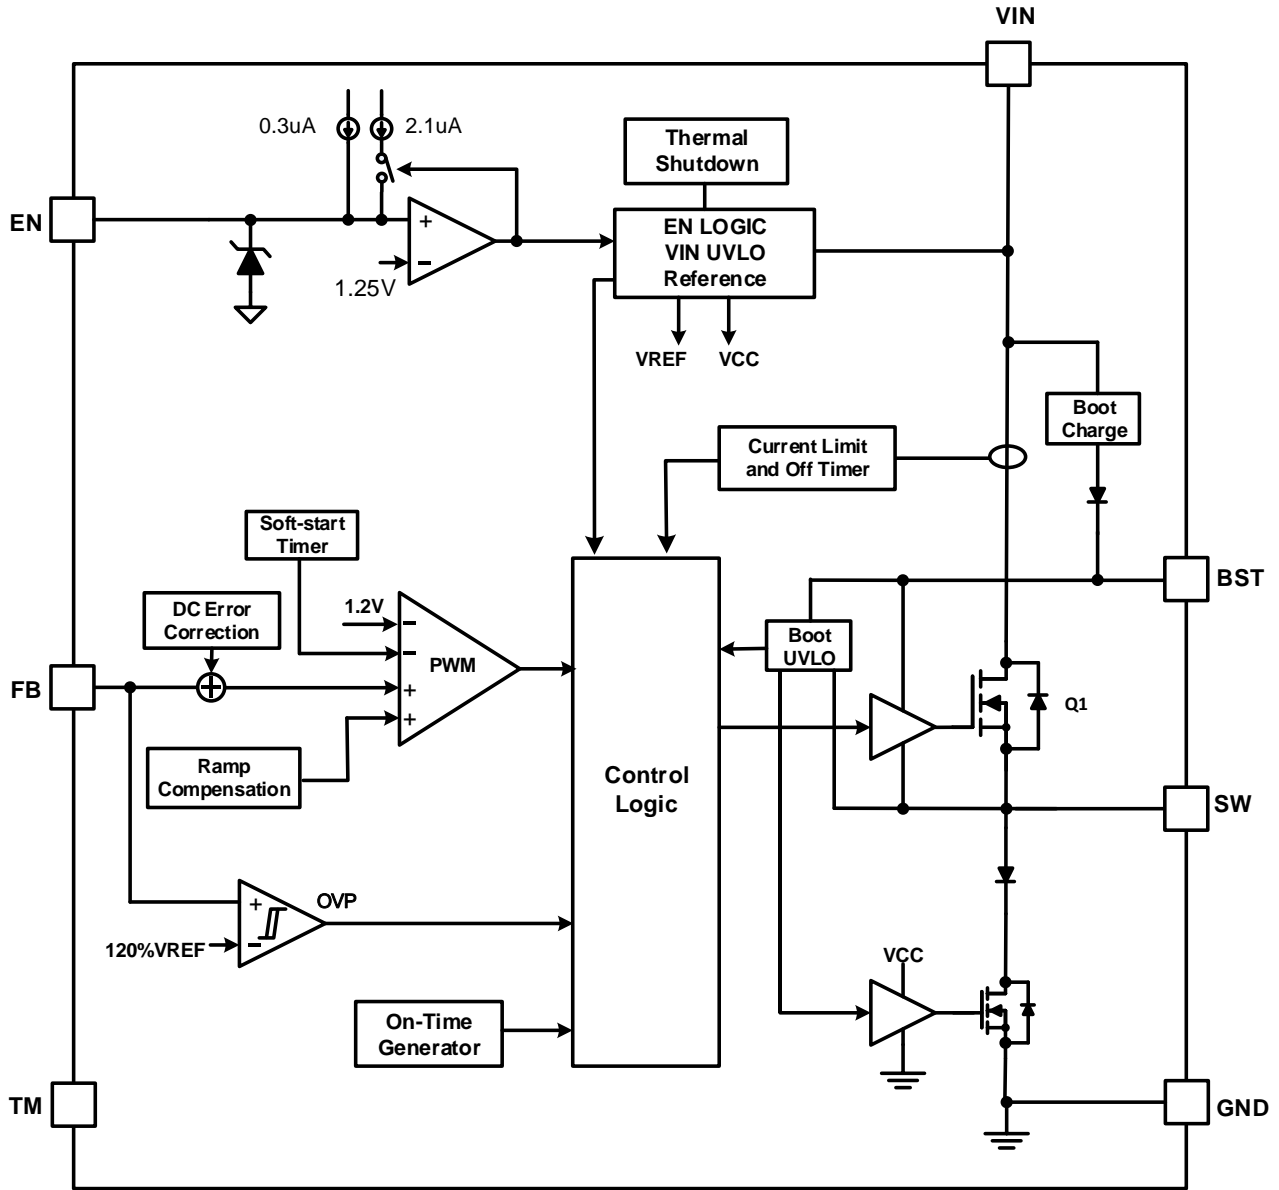 VIN
0.3uA
2.1uA
Thermal
Shutdown
EN
+
−
1.25V
EN LOGIC
VIN UVLO
Reference
VREF
VCC
Boot
Charge
Current Limit
and Off Timer
Soft-start
Timer
BST
DC Error
Correction
1.2V
−
−
PWM
+
+
Boot
UVLO
FB
Q1
Ramp
Compensation
Control
Logic
SW
OVP
+
−
120%VREF
VCC
On-Time
Generator
TM
GND